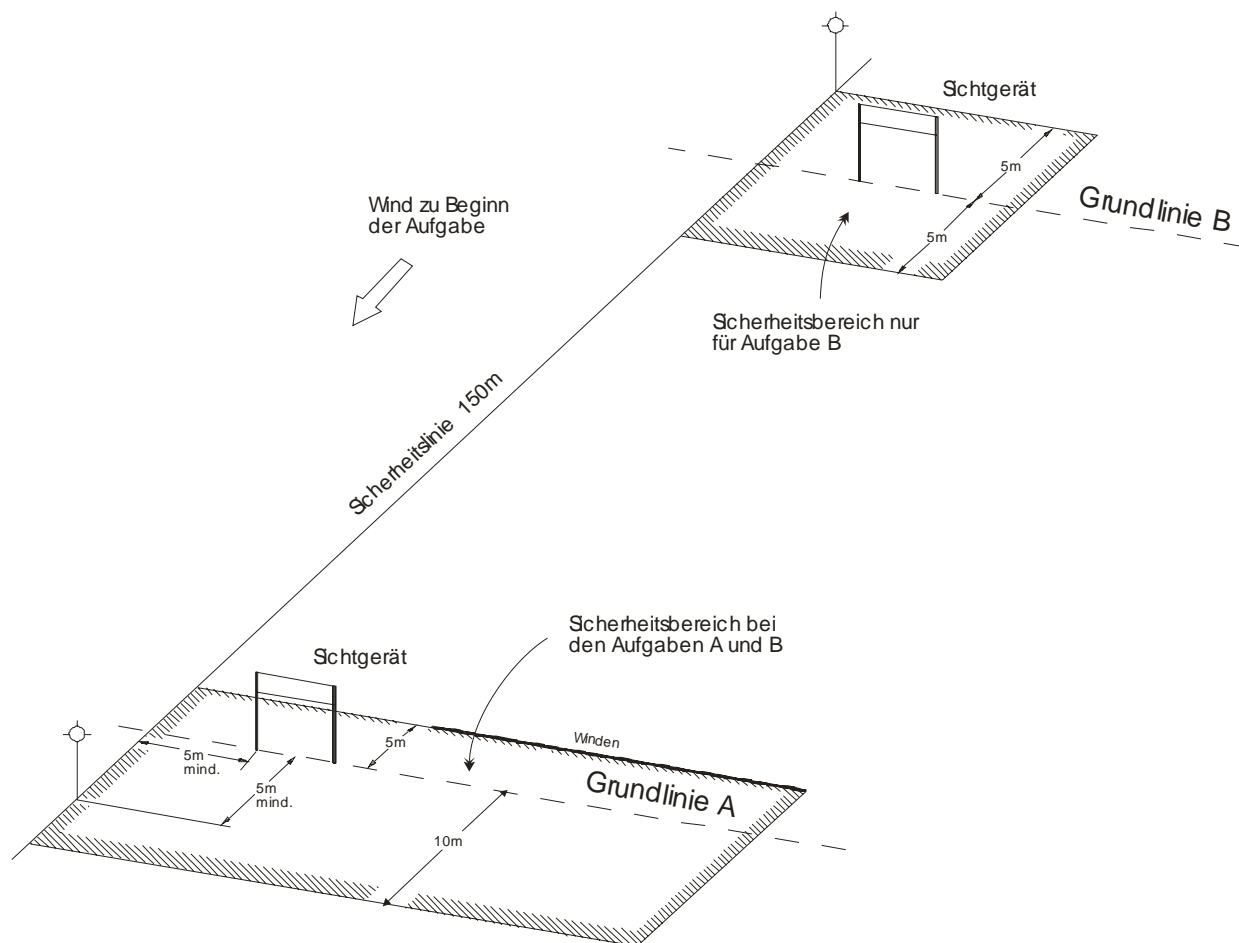 Sichtgerät
5m
Grundlinie B
5m
Wind zu Beginn
der Aufgabe
Sicherheitsbereich nur
für Aufgabe B
Sicherheitslinie 150m
Sicherheitsbereich bei
den Aufgaben A und B
Sichtgerät
Winden
5m
5m
mind.
Grundlinie A
5m
mind.
10m